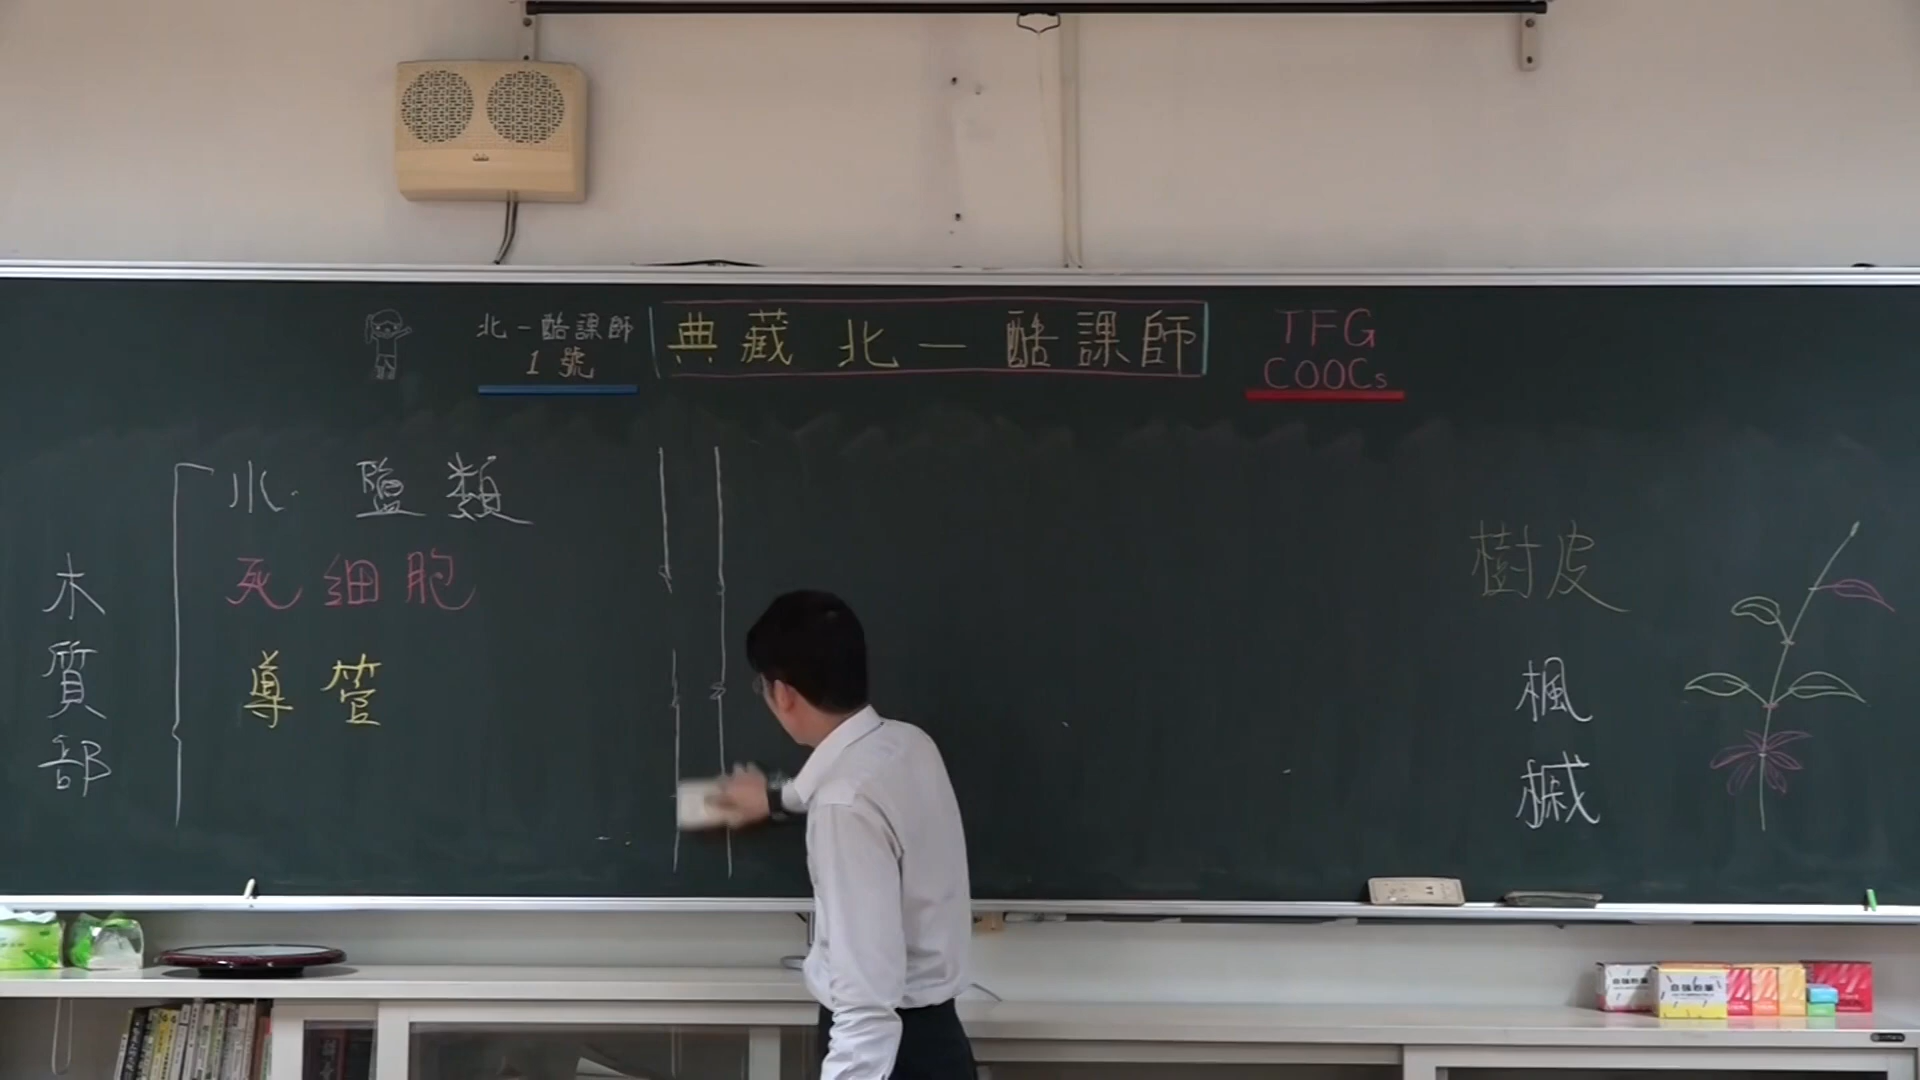 北一酷課師
1號
典藏 北一酷課師
TFG
COOCs
木質部
水 鹽類
死細胞
導管
樹皮
楓
槭